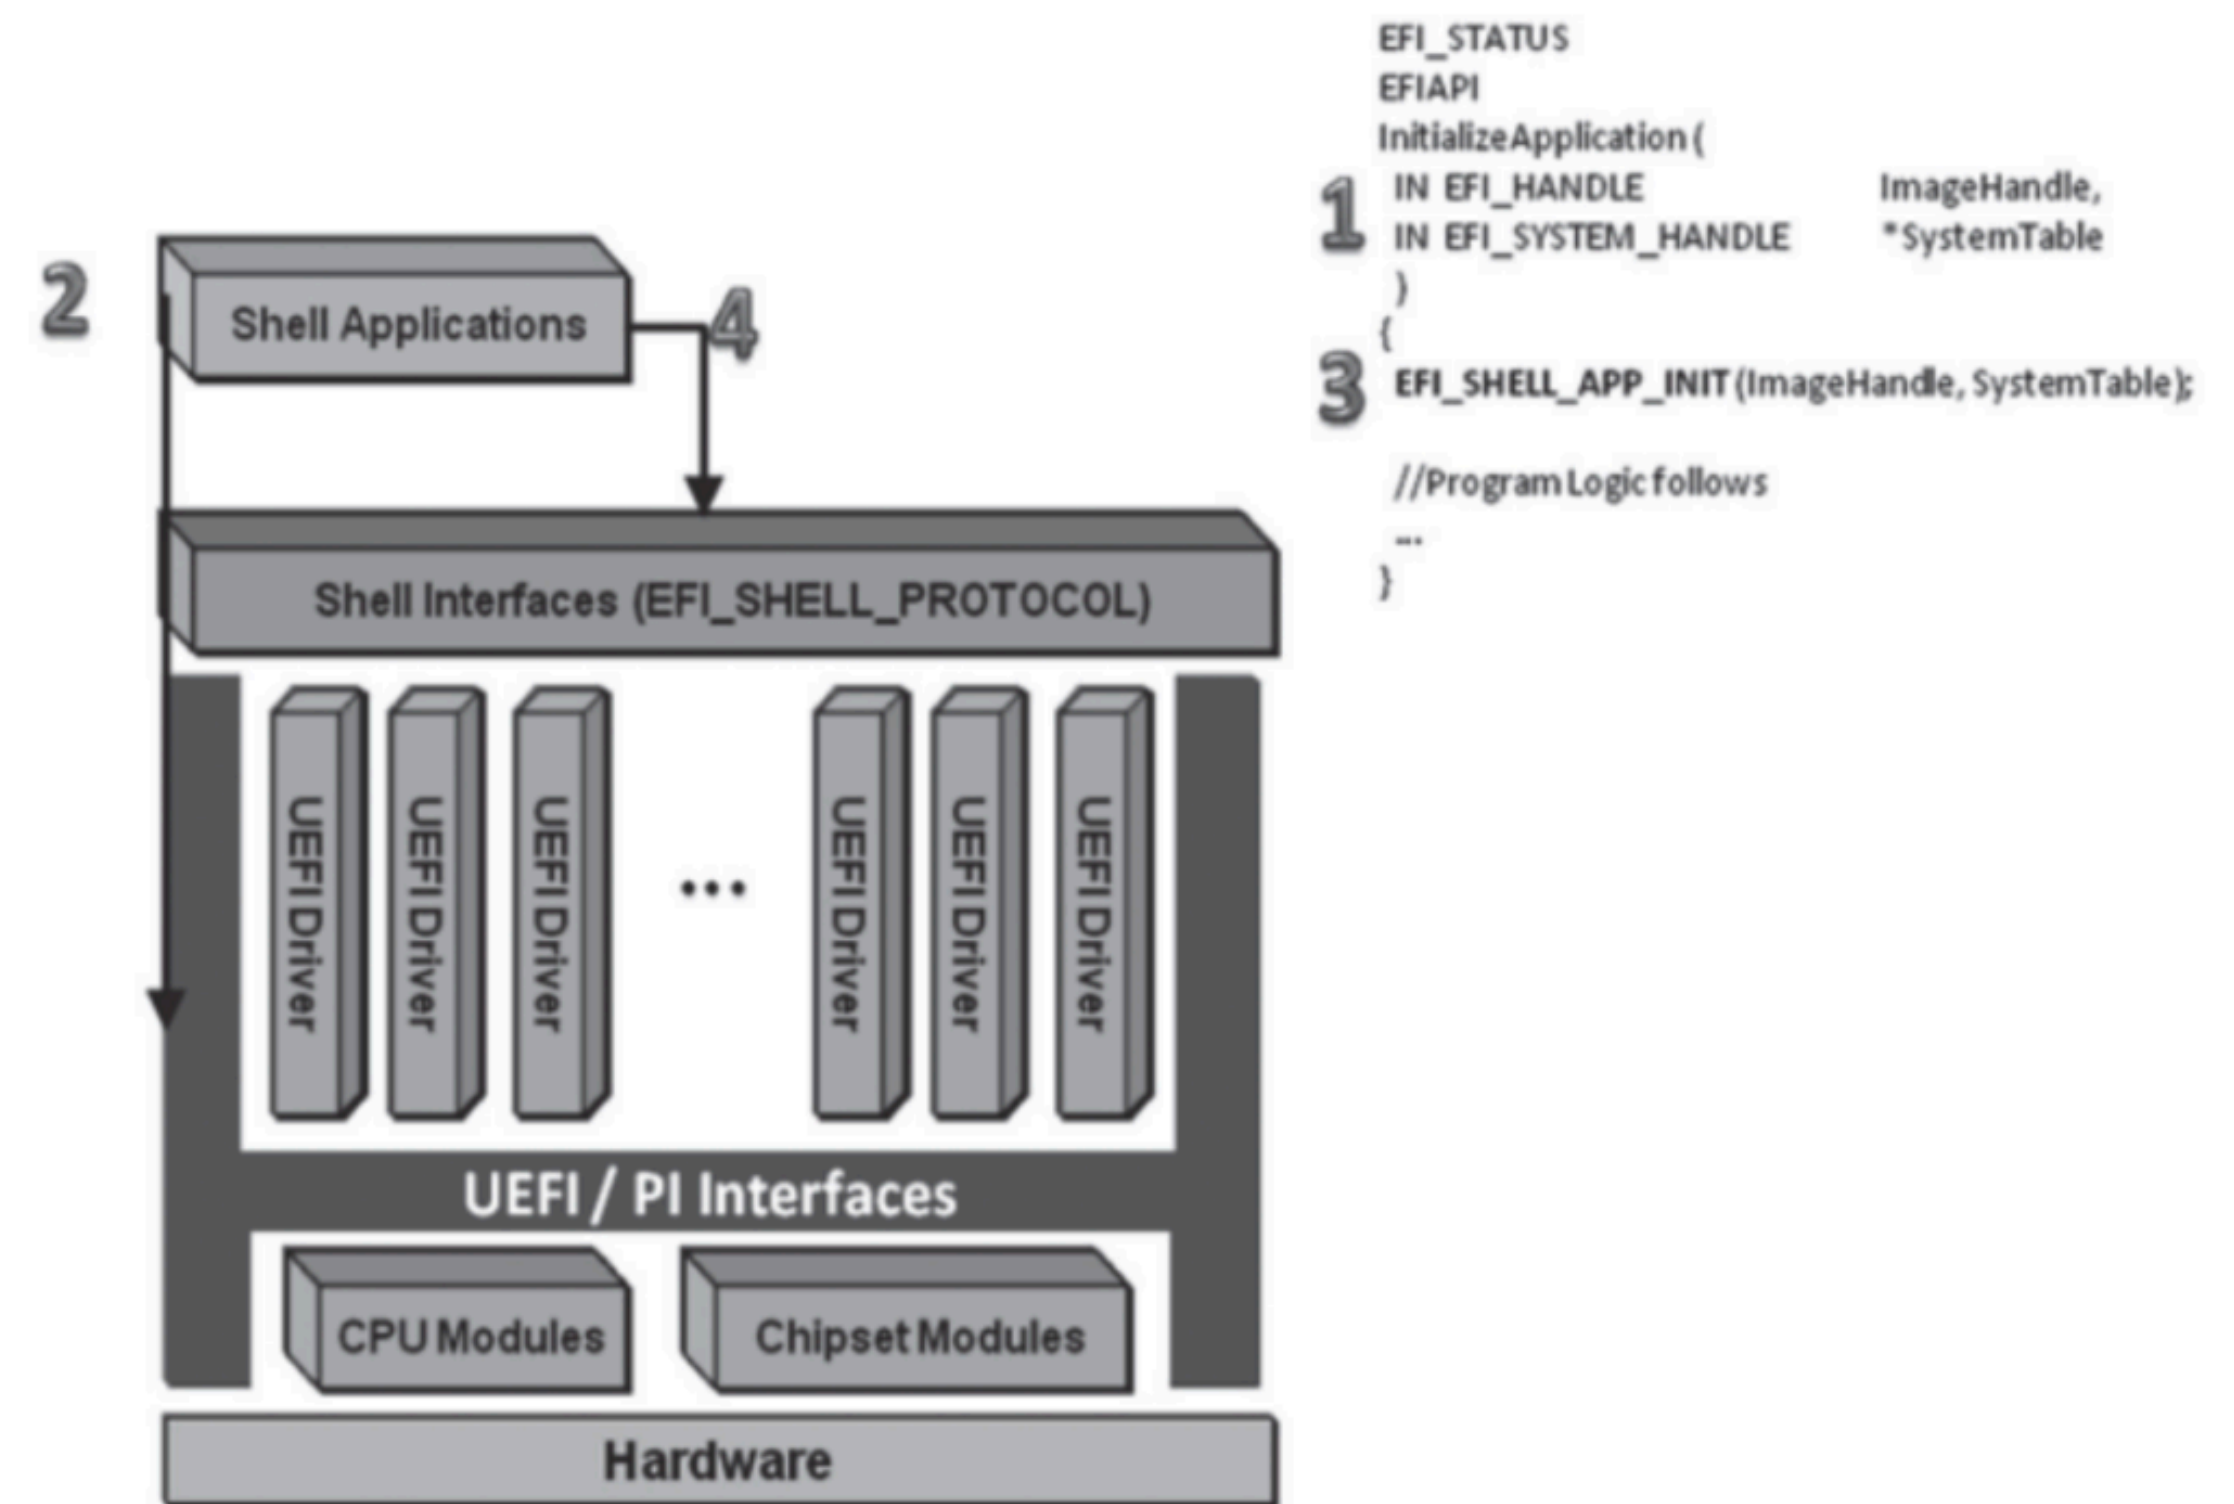 EFI_STATUS
EFIAPI
InitializeApplication (
1 IN EFI_HANDLE ImageHandle,
IN EFI_SYSTEM_HANDLE *SystemTable
)
{
3 EFI_SHELL_APP_INIT (ImageHandle, SystemTable);
//Program Logic follows
...
}
2
Shell Applications
4
Shell Interfaces (EFI_SHELL_PROTOCOL)
UEFI Driver
UEFI Driver
UEFI Driver
...
UEFI Driver
UEFI Driver
UEFI Driver
UEFI / PI Interfaces
CPU Modules
Chipset Modules
Hardware